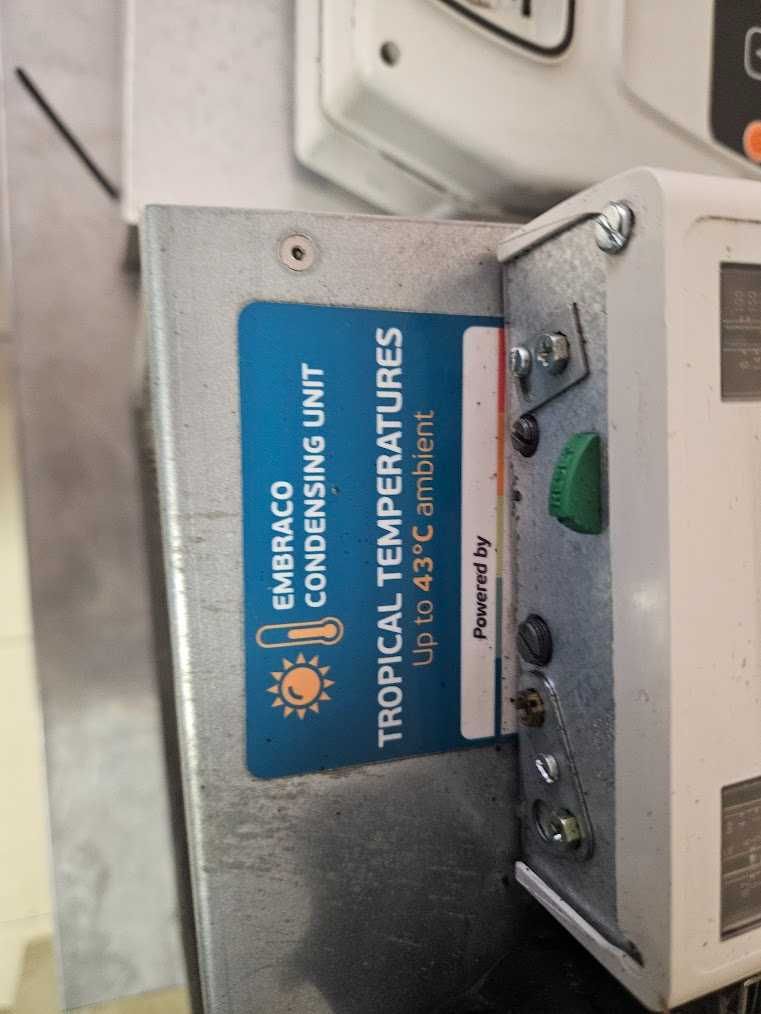 EMBRACO
CONDENSING UNIT
TROPICAL TEMPERATURES
Up to 43°C ambient
Powered by